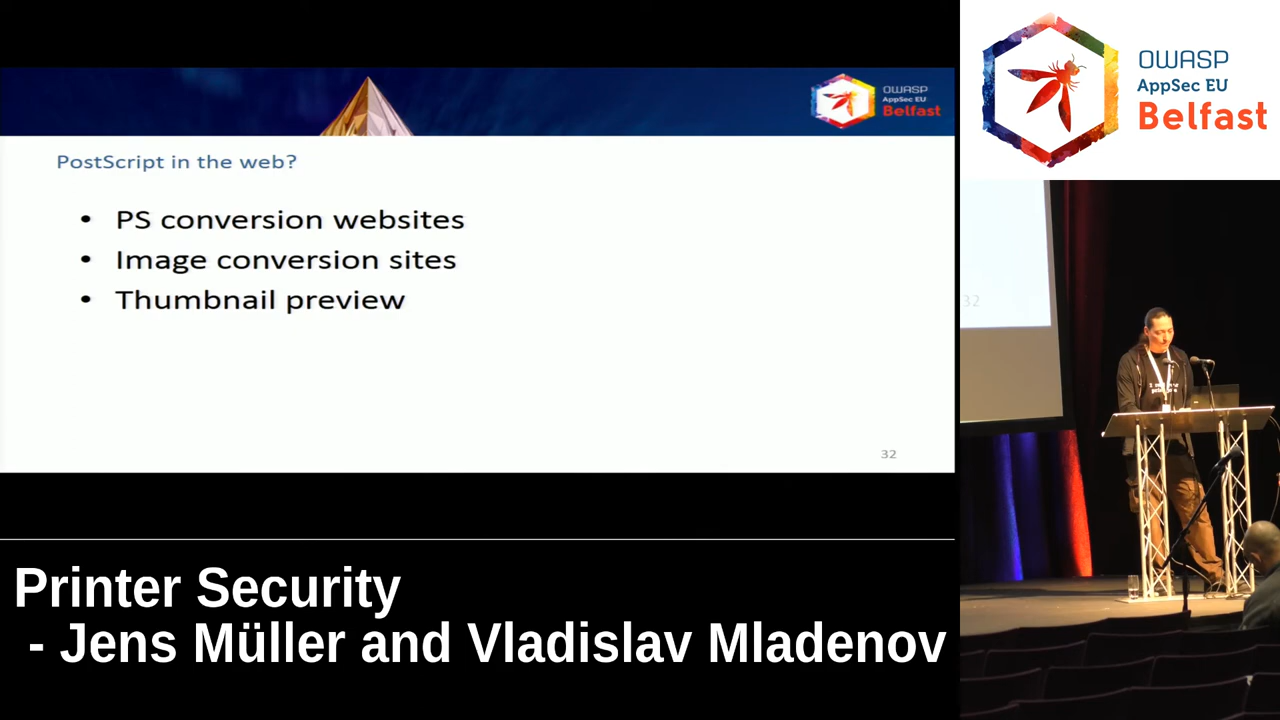 OWASP
AppSec EU
Belfast
PostScript in the web?
• PS conversion websites
• Image conversion sites
• Thumbnail preview
32
Printer Security
- Jens Müller and Vladislav Mladenov
OWASP
AppSec EU
Belfast
32